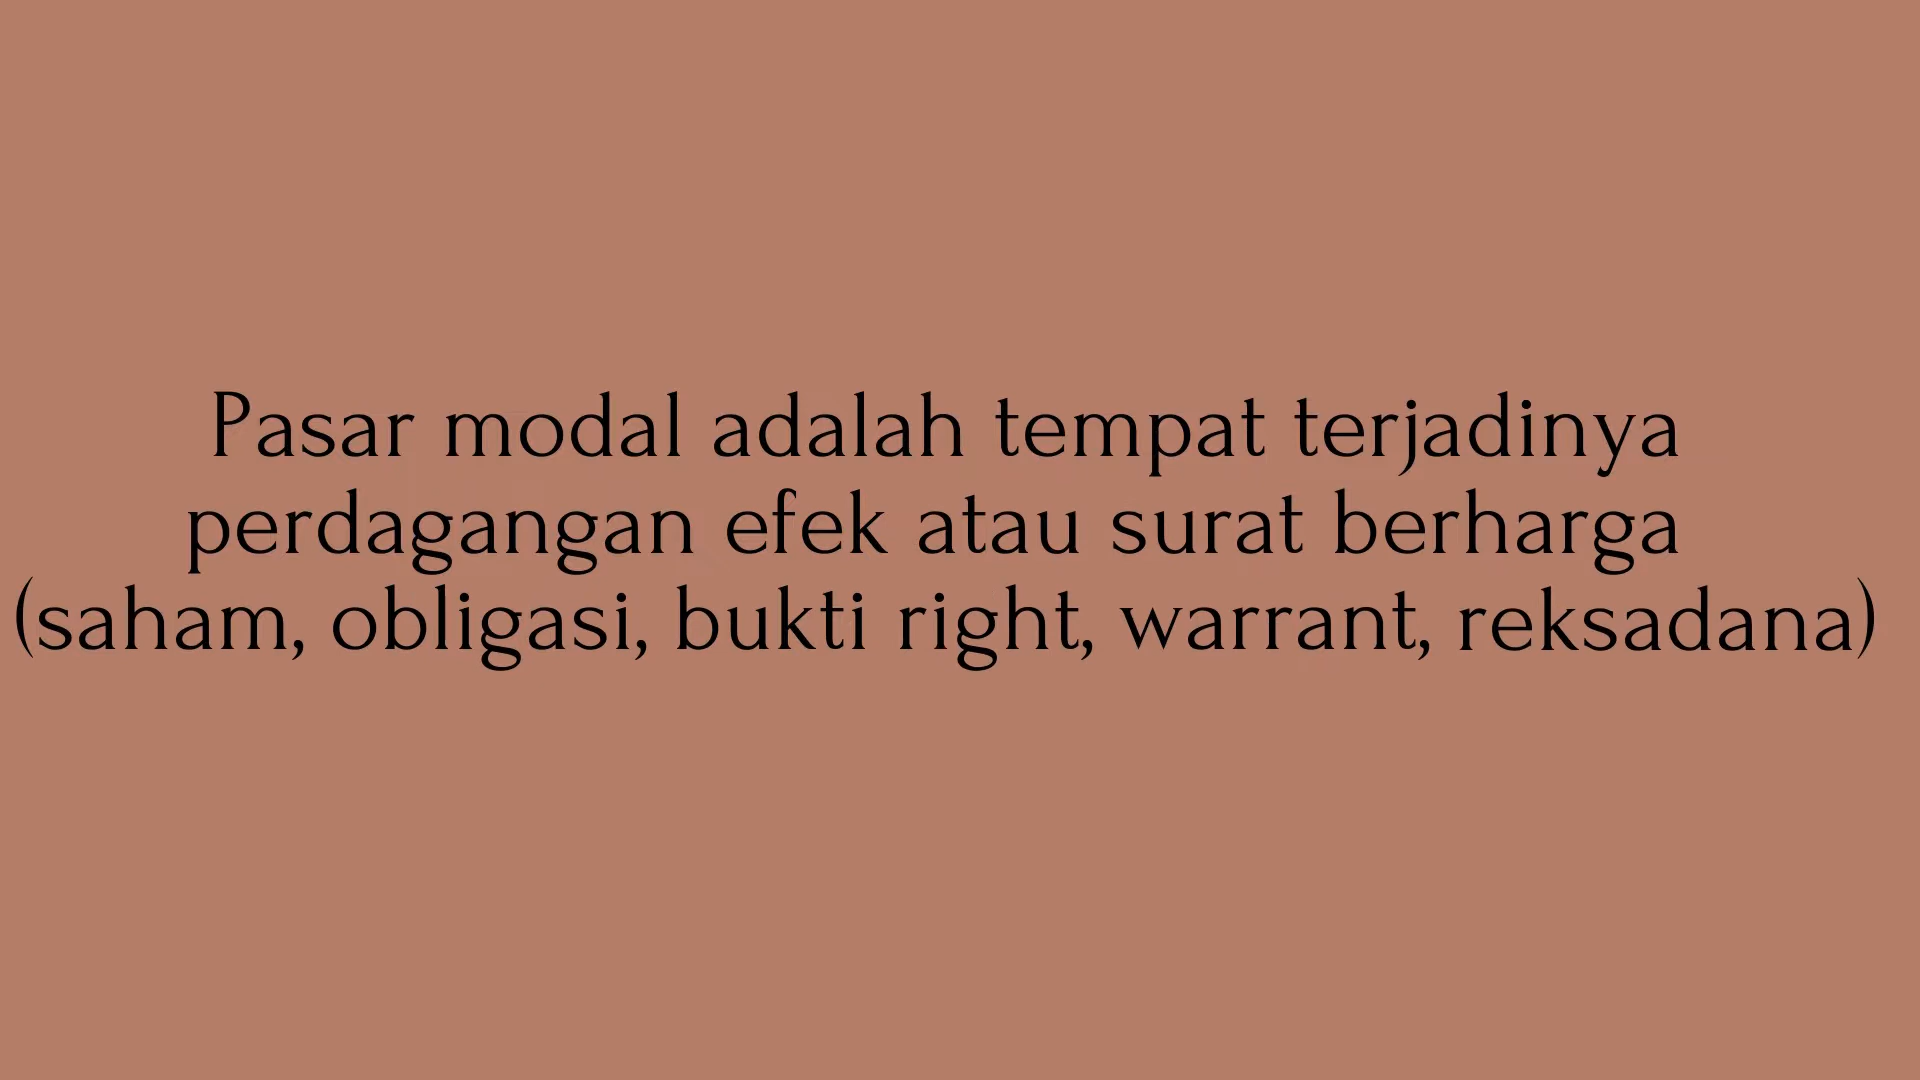 Pasar modal adalah tempat terjadinya
perdagangan efek atau surat berharga
(saham, obligasi, bukti right, warrant, reksadana)